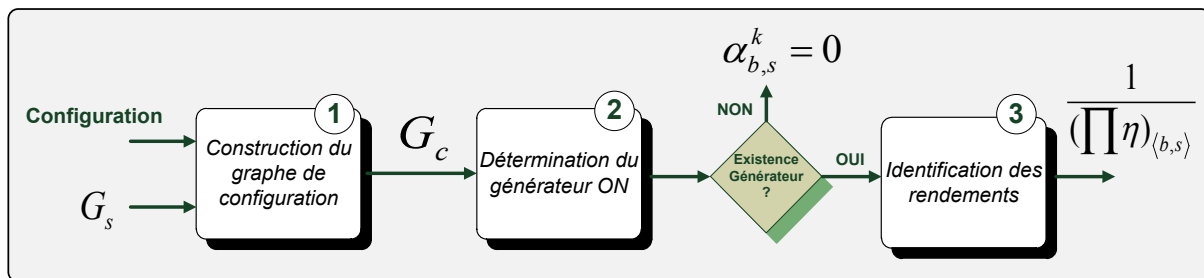 Configuration
G_s
1
Construction du
graphe de
configuration
G_c
2
Détermination du
générateur ON
α^k_{b,s} = 0
NON
Existence
Générateur
?
OUI
3
Identification des
rendements
1
(∏ η)_{⟨b,s⟩}